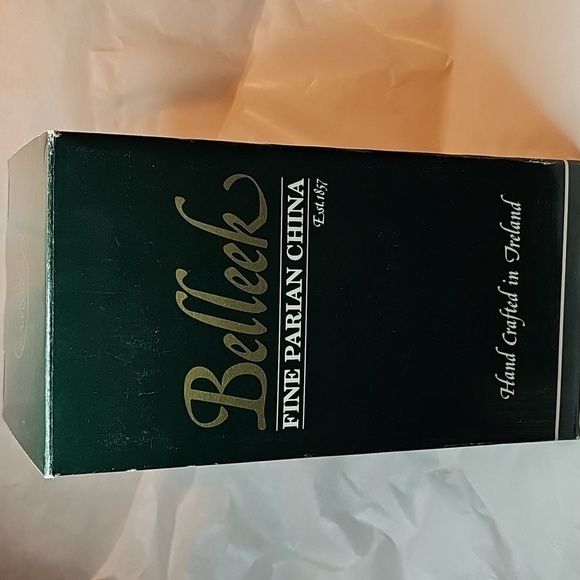 Belleek
FINE PARIAN CHINA
Est.1857
Hand Crafted in Ireland